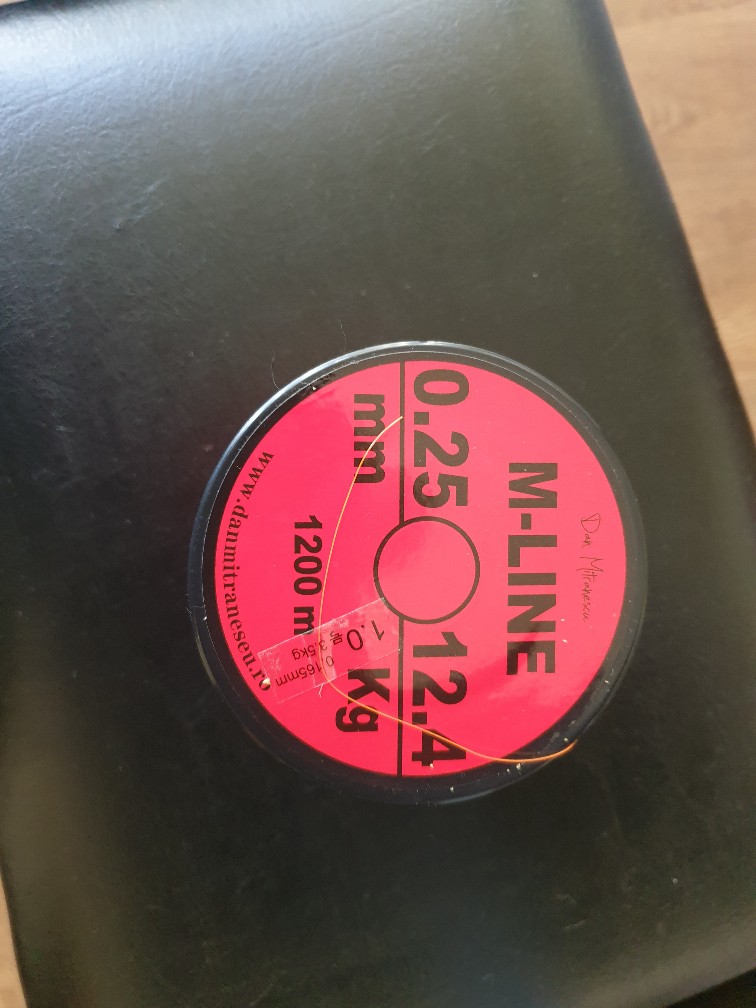 Dan Mitranescu
M-LINE
0.25 12.4
mm Kg
1200 m
www.danmitranescu.ro
1.0号
3.5kg
0.165mm